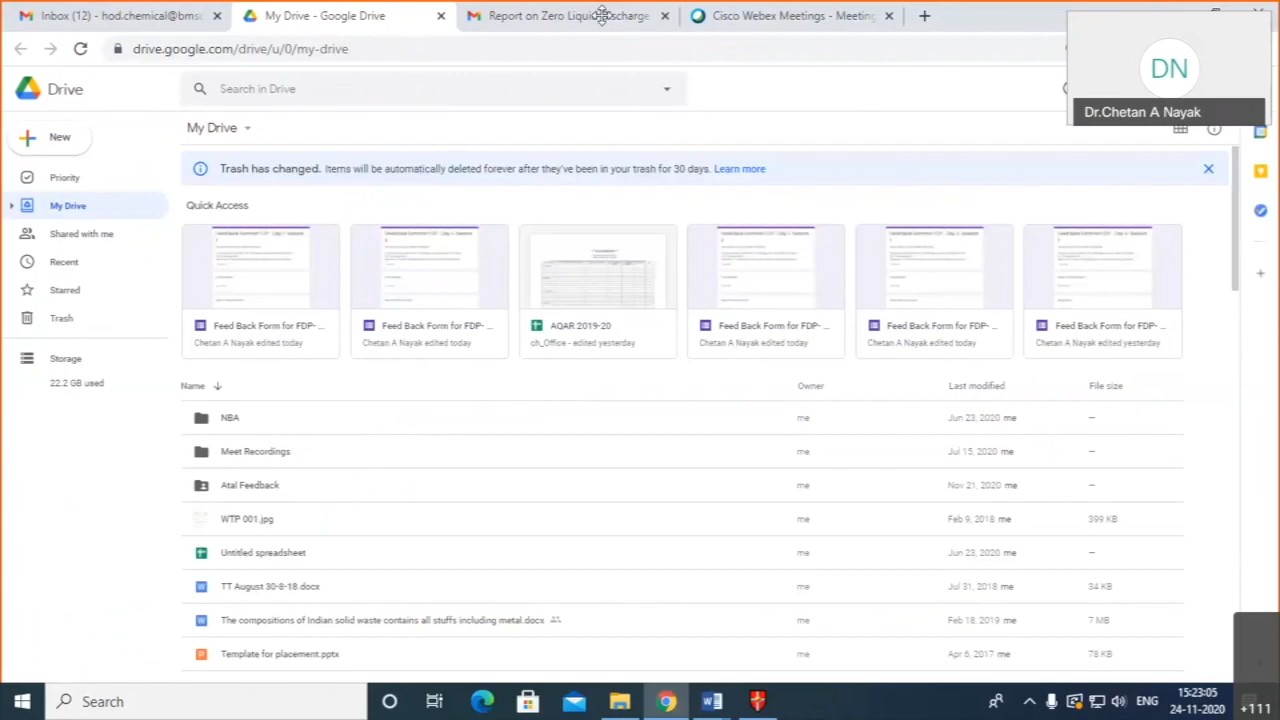 Inbox (12) - hod.chemical@bmsc
My Drive - Google Drive
Report on Zero Liquid Discharge
Cisco Webex Meetings - Meeting
drive.google.com/drive/u/0/my-drive
DN
Dr.Chetan A Nayak
Drive
Search in Drive
New
My Drive
Trash has changed. Items will be automatically deleted forever after they've been in your trash for 30 days. Learn more
Priority
My Drive
Shared with me
Recent
Starred
Trash
Storage
22.2 GB used
Quick Access
Feed Back Form for FDP- ...
Chetan A Nayak edited today
Feed Back Form for FDP- ...
Chetan A Nayak edited today
AQAR 2019-20
ch_Office - edited yesterday
Feed Back Form for FDP- ...
Chetan A Nayak edited today
Feed Back Form for FDP- ...
Chetan A Nayak edited today
Feed Back Form for FDP- ...
Chetan A Nayak edited yesterday
Name Owner Last modified File size
NBA me Jun 23, 2020 me –
Meet Recordings me Jul 15, 2020 me –
Atal Feedback me Nov 21, 2020 me –
WTP 001.jpg me Feb 9, 2018 me 399 KB
Untitled spreadsheet me Jun 23, 2020 me –
TT August 30-8-18.docx me Jul 31, 2018 me 34 KB
The compositions of Indian solid waste contains all stuffs including metal.docx me Feb 18, 2019 me 7 MB
Template for placement.pptx me Apr 6, 2017 me 78 KB
Search
ENG
15:23:05
24-11-2020
+111